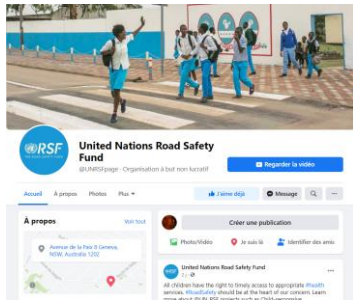 RSF
United Nations Road Safety
Fund
@UNRSFpage · Organisation à but non lucratif
Regarder la vidéo
Accueil
À propos
Photos
Plus
J'aime déjà
Message
À propos
Voir tout
Avenue de la Paix 8 Geneva,
NSW, Australia 1202
Créer une publication
Photo/Vidéo
Je suis là
Identifier des amis
United Nations Road Safety Fund
All children have the right to timely access to appropriate #health
services. #RoadSafety should be at the heart of our concern. Learn